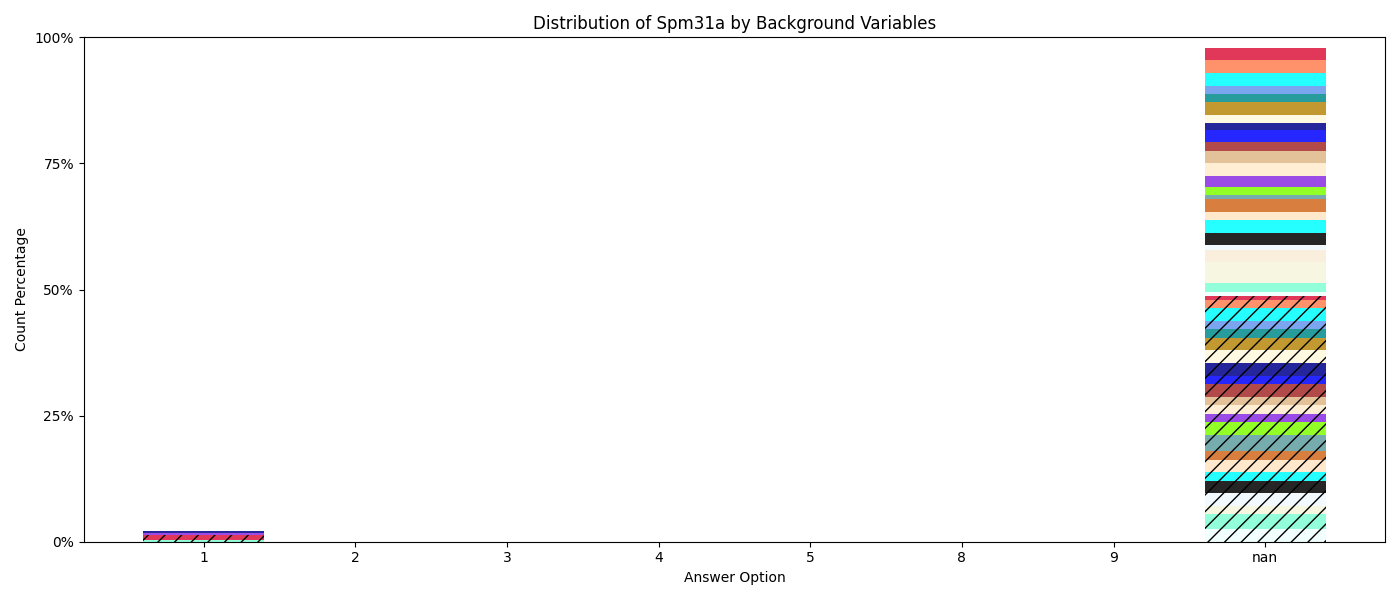 Distribution of Spm31a by Background Variables
100%
75%
50%
25%
0%
Count Percentage
1 2 3 4 5 8 9 nan
Answer Option